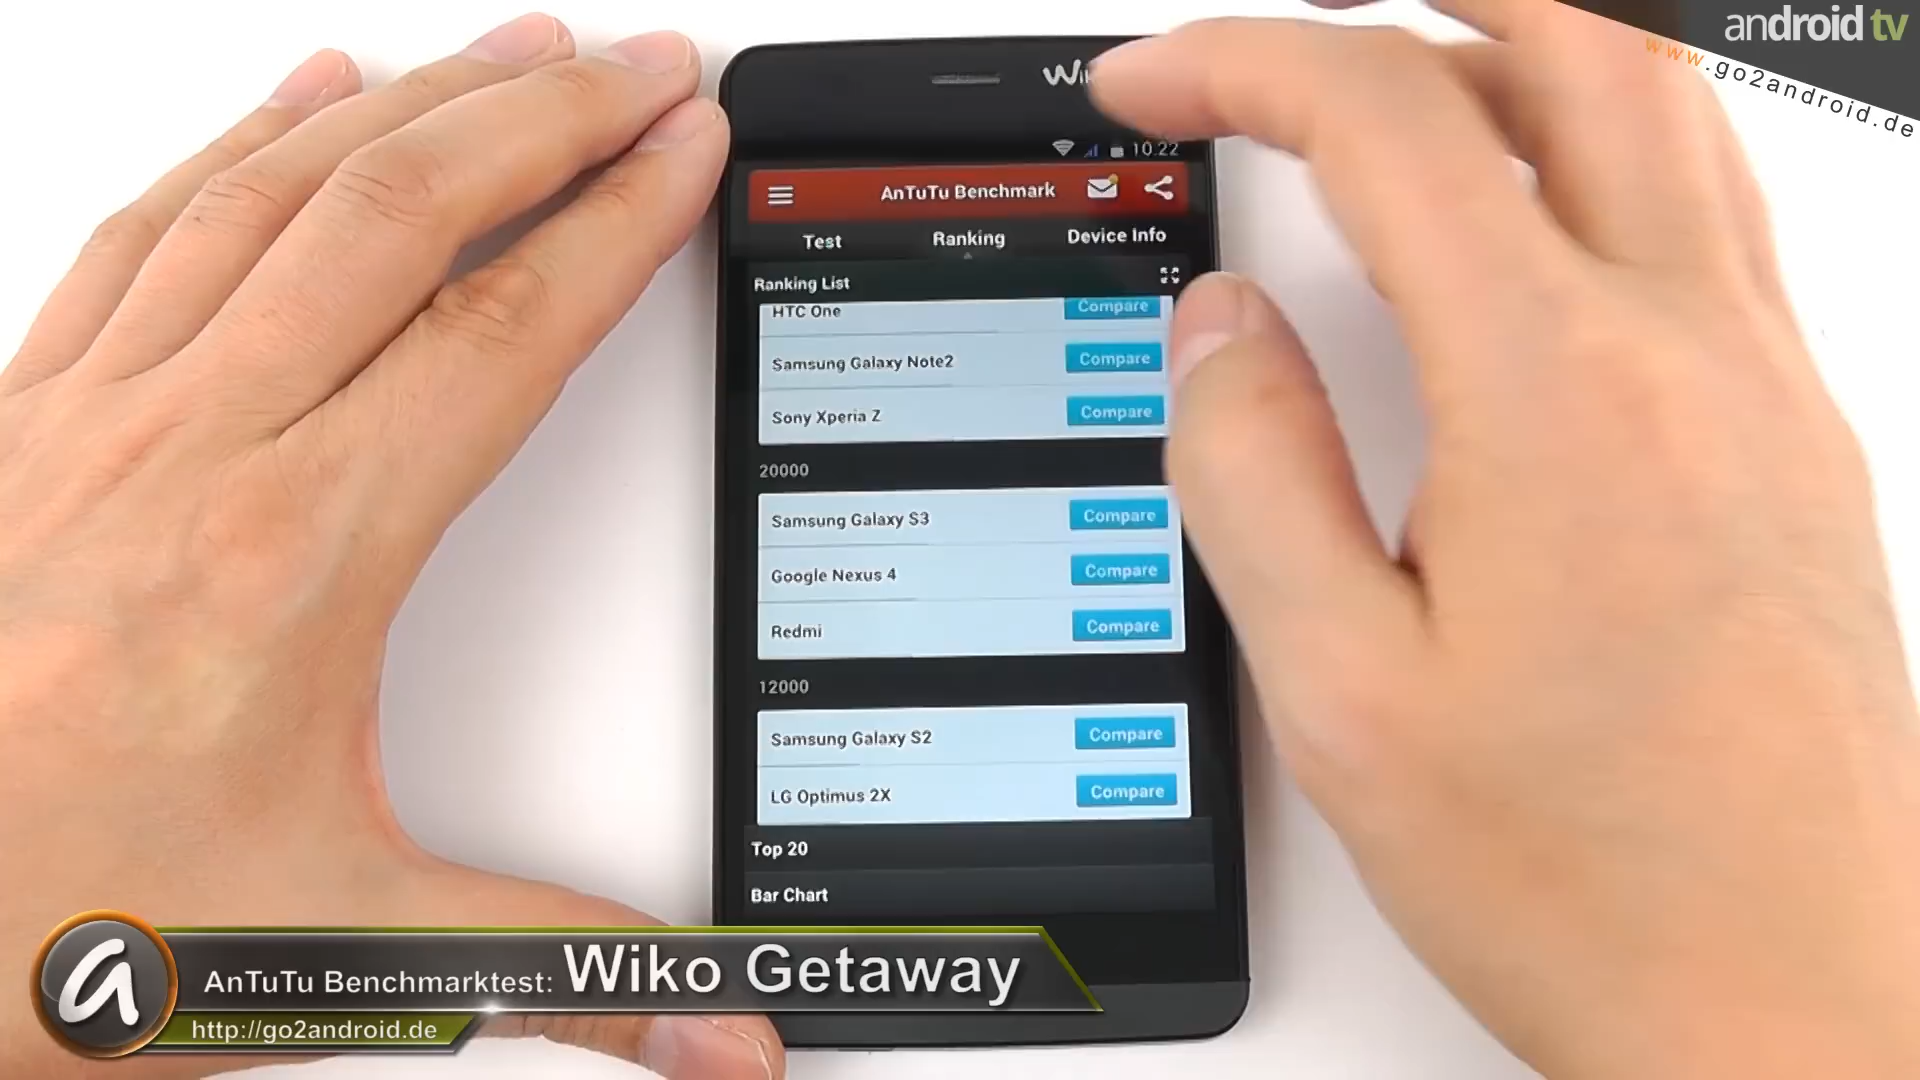 android tv
www.go2android.de
10.22
AnTuTu Benchmark
Test Ranking Device Info
Ranking List
HTC One Compare
Samsung Galaxy Note2 Compare
Sony Xperia Z Compare
20000
Samsung Galaxy S3 Compare
Google Nexus 4 Compare
Redmi Compare
12000
Samsung Galaxy S2 Compare
LG Optimus 2X Compare
Top 20
Bar Chart
AnTuTu Benchmarktest: Wiko Getaway
http://go2android.de